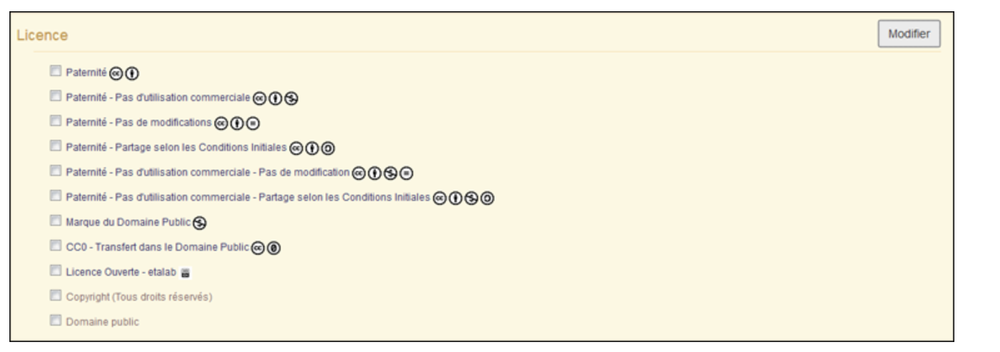 Licence
Modifier
Paternité
Paternité - Pas d'utilisation commerciale
Paternité - Pas de modifications
Paternité - Partage selon les Conditions Initiales
Paternité - Pas d'utilisation commerciale - Pas de modification
Paternité - Pas d'utilisation commerciale - Partage selon les Conditions Initiales
Marque du Domaine Public
CC0 - Transfert dans le Domaine Public
Licence Ouverte - etalab
Copyright (Tous droits réservés)
Domaine public